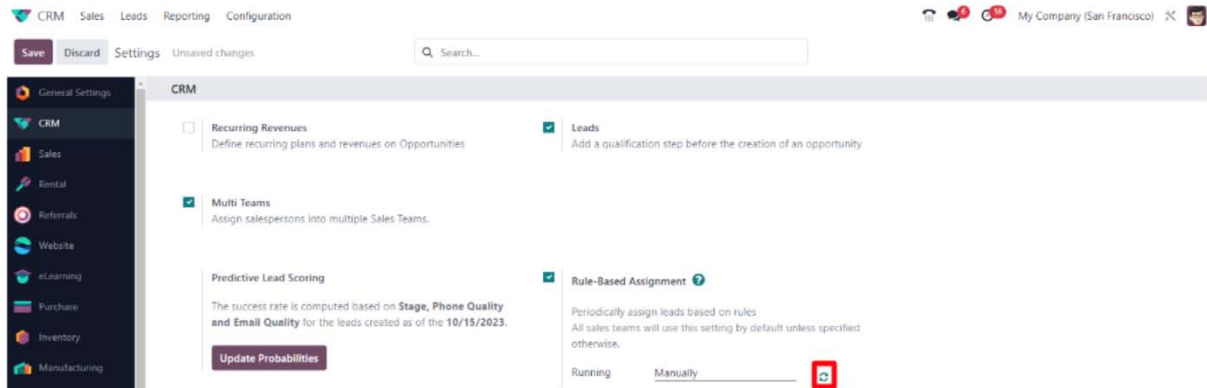 CRM Sales Leads Reporting Configuration 6 38 My Company (San Francisco)
Save Discard Settings Unsaved changes Search...
General Settings
CRM
Sales
Rental
Referrals
Website
eLearning
Purchase
Inventory
Manufacturing
CRM
Recurring Revenues
Define recurring plans and revenues on Opportunities
Leads
Add a qualification step before the creation of an opportunity
Multi Teams
Assign salespersons into multiple Sales Teams.
Predictive Lead Scoring
The success rate is computed based on Stage, Phone Quality
and Email Quality for the leads created as of the 10/15/2023.
Update Probabilities
Rule-Based Assignment ?
Periodically assign leads based on rules
All sales teams will use this setting by default unless specified
otherwise.
Running Manually